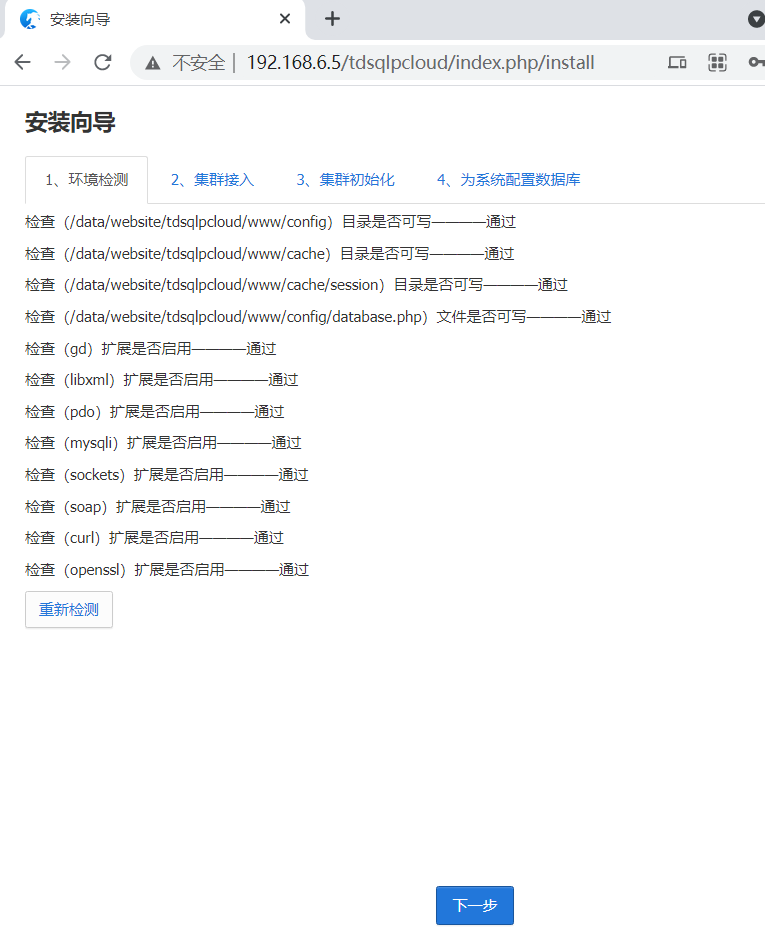 安装向导
不安全 192.168.6.5/tdsqlpcloud/index.php/install
安装向导
1、环境检测 2、集群接入 3、集群初始化 4、为系统配置数据库
检查（/data/website/tdsqlpcloud/www/config）目录是否可写————通过
检查（/data/website/tdsqlpcloud/www/cache）目录是否可写————通过
检查（/data/website/tdsqlpcloud/www/cache/session）目录是否可写————通过
检查（/data/website/tdsqlpcloud/www/config/database.php）文件是否可写————通过
检查（gd）扩展是否启用————通过
检查（libxml）扩展是否启用————通过
检查（pdo）扩展是否启用————通过
检查（mysqli）扩展是否启用————通过
检查（sockets）扩展是否启用————通过
检查（soap）扩展是否启用————通过
检查（curl）扩展是否启用————通过
检查（openssl）扩展是否启用————通过
重新检测
下一步